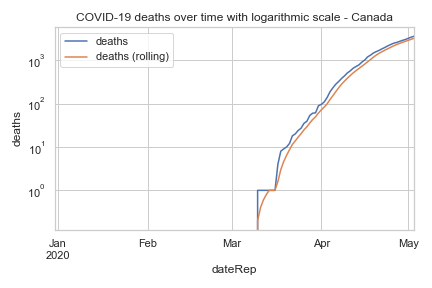 COVID-19 deaths over time with logarithmic scale - Canada
deaths
deaths (rolling)
10³
10²
10¹
10⁰
deaths
Jan Feb Mar Apr May
2020
dateRep